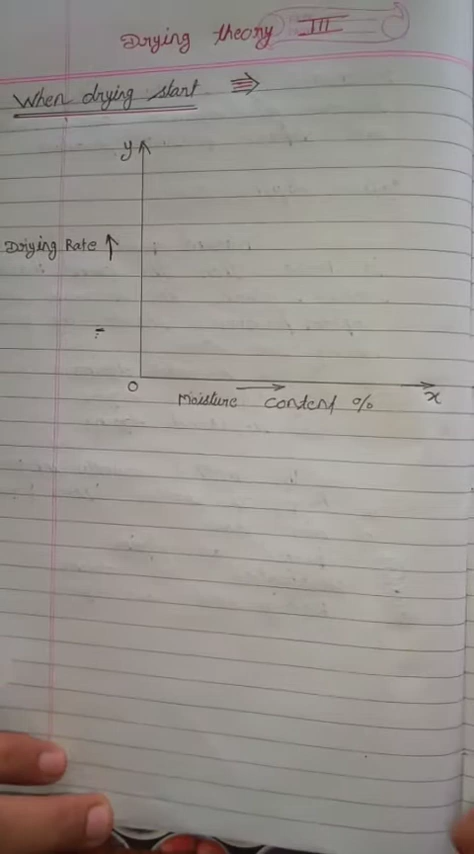 Drying theory III
When drying start ⇒
y
Drying Rate ↑
0
Moisture → content %
x